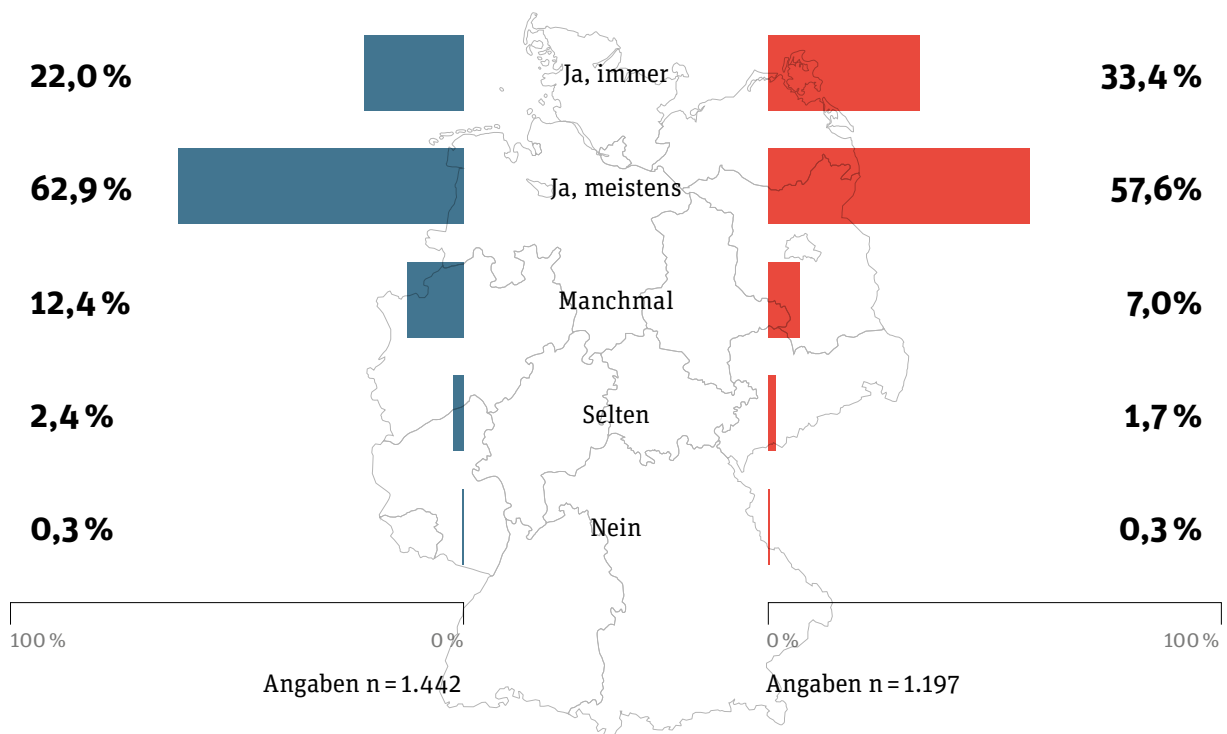 22,0 % Ja, immer 33,4 %
62,9 % Ja, meistens 57,6%
12,4 % Manchmal 7,0%
2,4 % Selten 1,7 %
0,3 % Nein 0,3 %
100 % 0 % 0 % 100 %
Angaben n = 1.442 Angaben n = 1.197